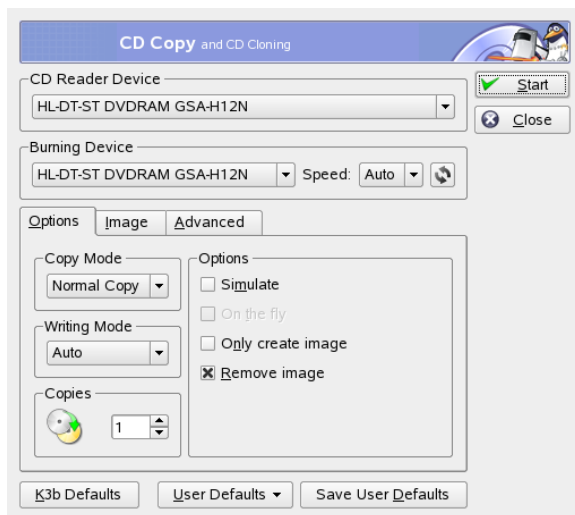 CD Copy and CD Cloning
CD Reader Device
HL-DT-ST DVDRAM GSA-H12N
Start
Close
Burning Device
HL-DT-ST DVDRAM GSA-H12N Speed: Auto
Options Image Advanced
Copy Mode
Normal Copy
Writing Mode
Auto
Copies
1
Options
Simulate
On the fly
Only create image
Remove image
K3b Defaults User Defaults Save User Defaults